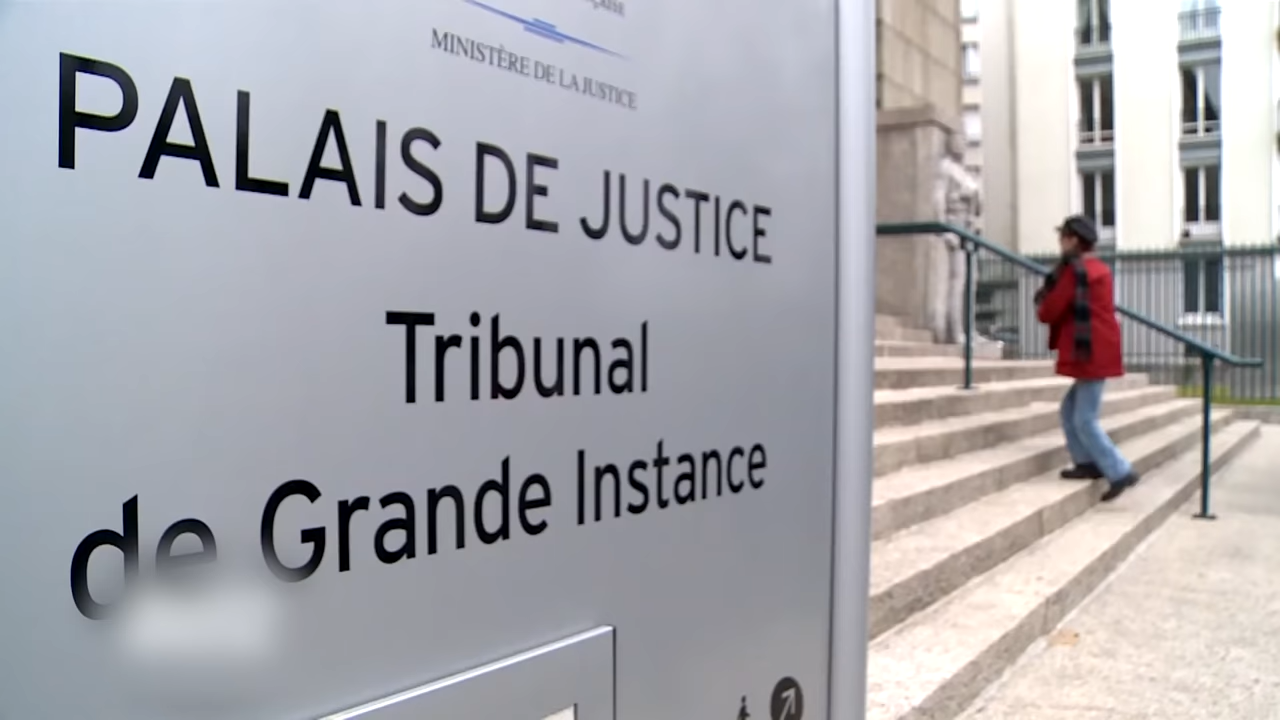 MINISTÈRE DE LA JUSTICE
PALAIS DE JUSTICE
Tribunal
de Grande Instance